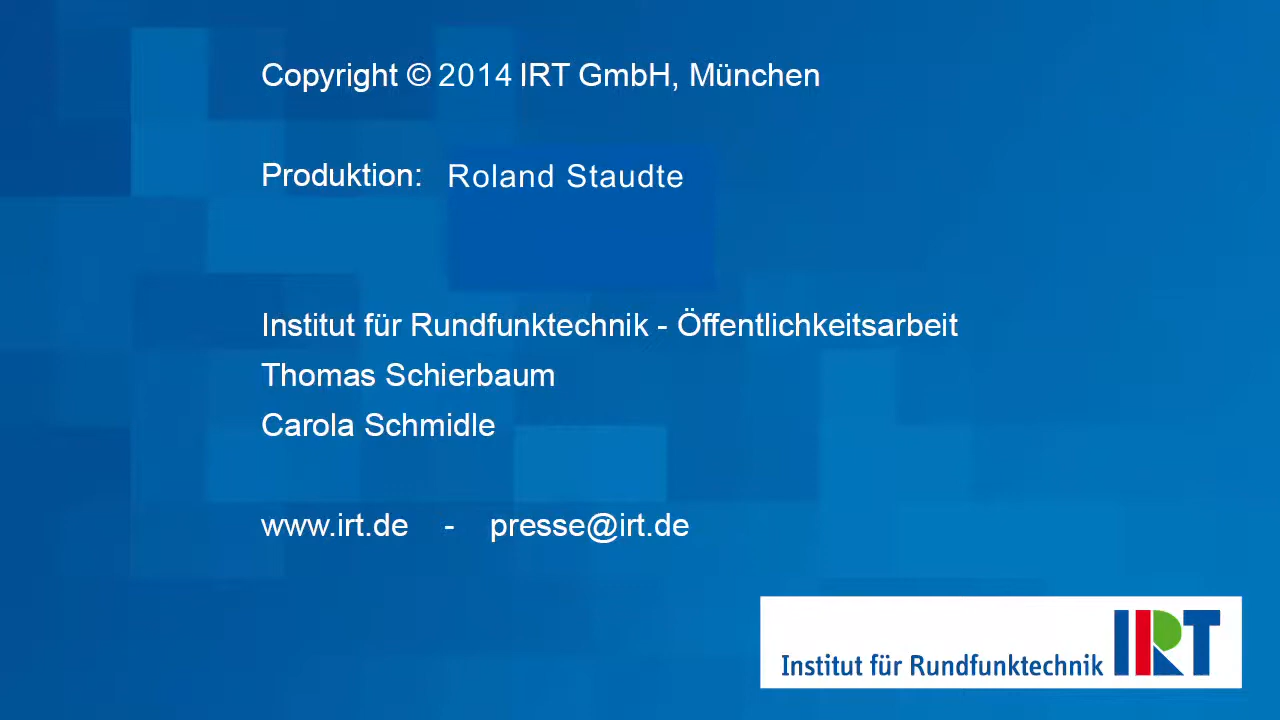 Copyright © 2014 IRT GmbH, München
Produktion: Roland Staudte
Institut für Rundfunktechnik - Öffentlichkeitsarbeit
Thomas Schierbaum
Carola Schmidle
www.irt.de - presse@irt.de
Institut für Rundfunktechnik IRT